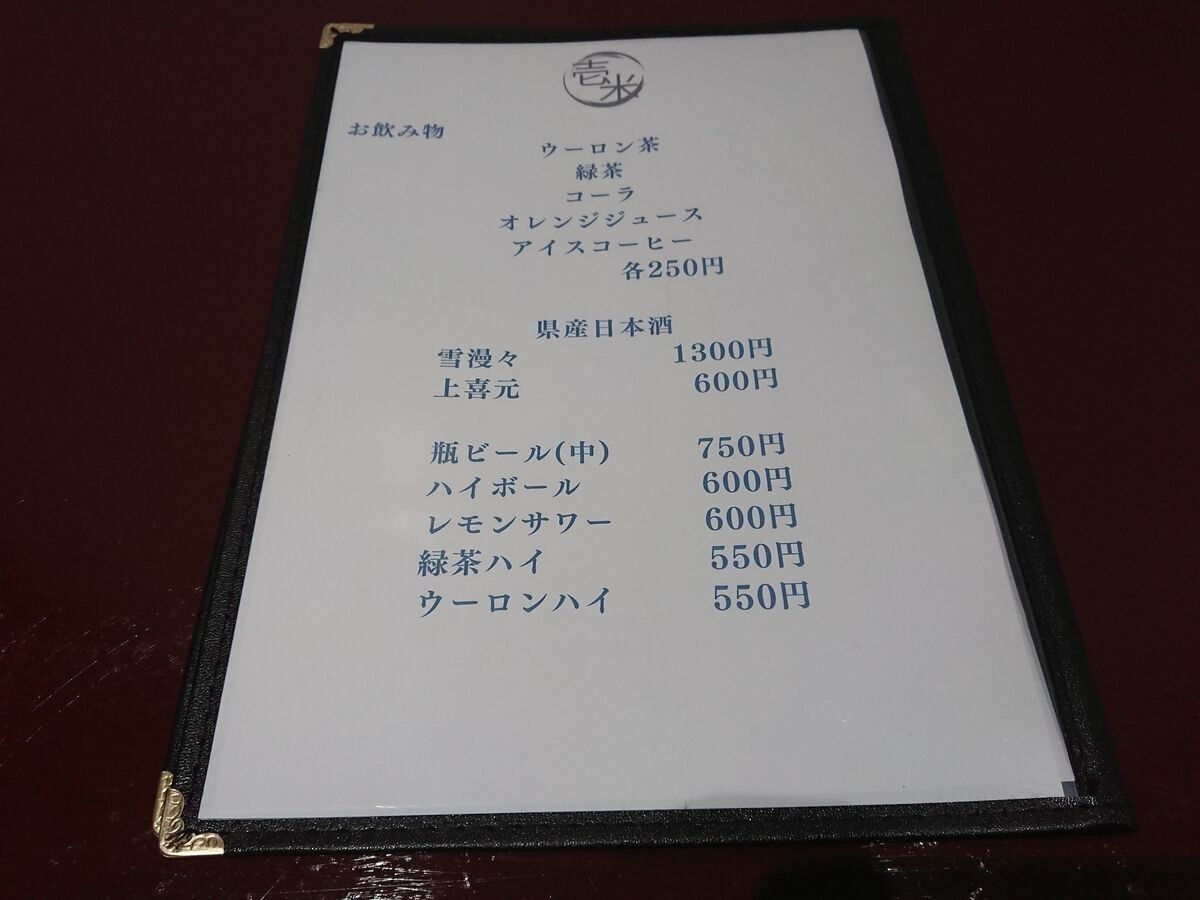 壱米
お飲み物
ウーロン茶
緑茶
コーラ
オレンジジュース
アイスコーヒー
各250円
県産日本酒
雪漫々 1300円
上喜元 600円
瓶ビール(中) 750円
ハイボール 600円
レモンサワー 600円
緑茶ハイ 550円
ウーロンハイ 550円